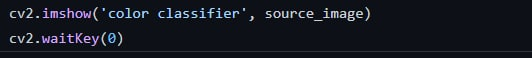 cv2.imshow('color classifier', source_image)
cv2.waitKey(0)